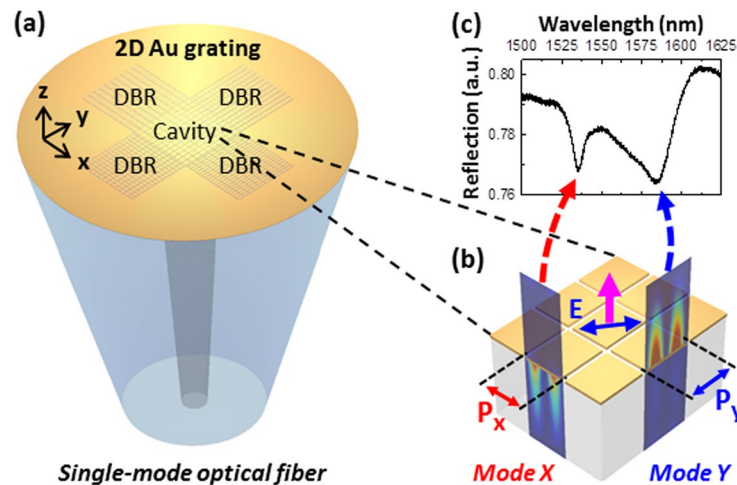 (a)
2D Au grating
DBR DBR
Cavity
DBR DBR
z
y
x
Single-mode optical fiber
(c)
Wavelength (nm)
1500 1525 1550 1575 1600 1625
Reflection (a.u.)
0.80
0.78
0.76
(b)
E
Px
Py
Mode X
Mode Y